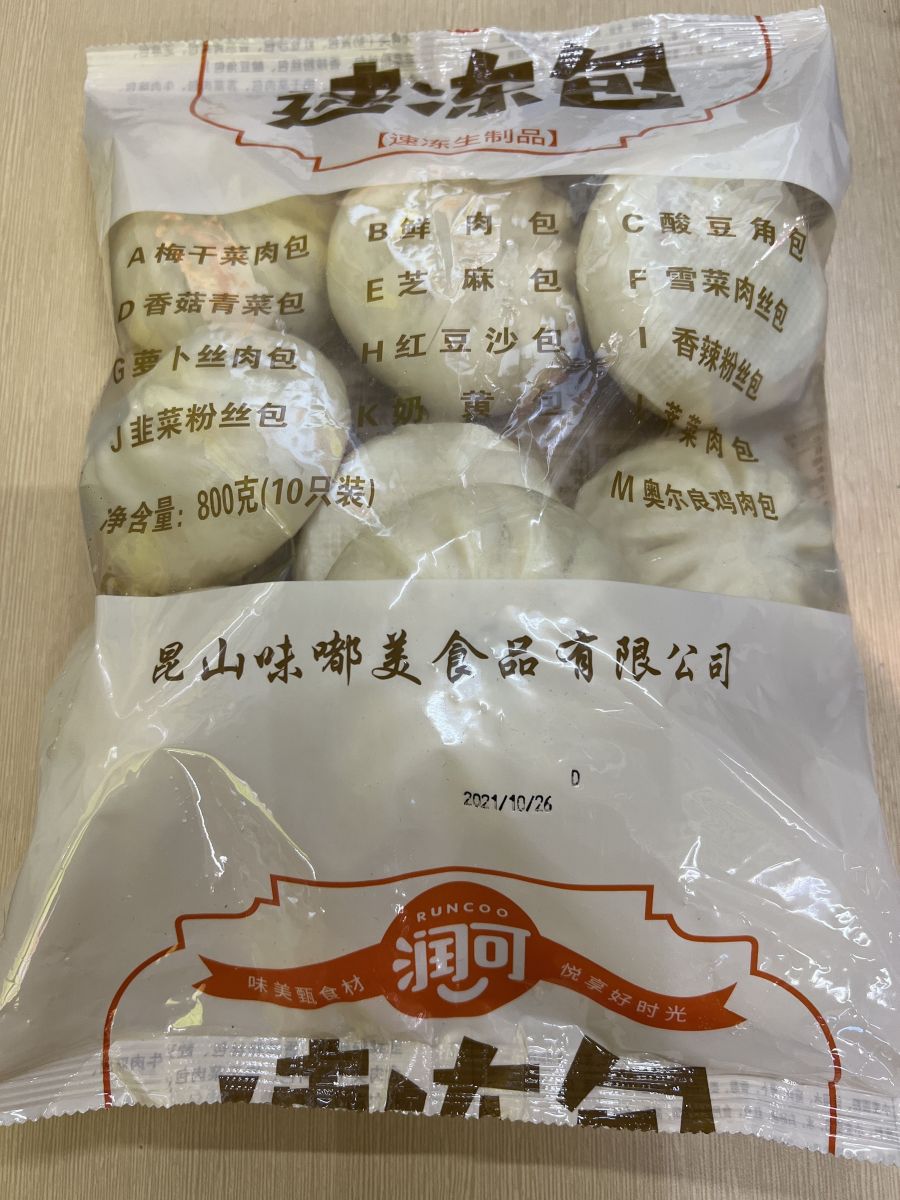 速冻包
【速冻生制品】
A 梅干菜肉包
B 鲜肉包
C 酸豆角包
D 香菇青菜包
E 芝麻包
F 雪菜肉丝包
G 萝卜丝肉包
H 红豆沙包
I 香辣粉丝包
J 韭菜粉丝包
K 奶黄包
L 荠菜肉包
净含量：800克(10只装)
M 奥尔良鸡肉包
昆山味嘟美食品有限公司
D
2021/10/26
RUNCOO
润可
味美甄食材
悦享好时光
速冻包